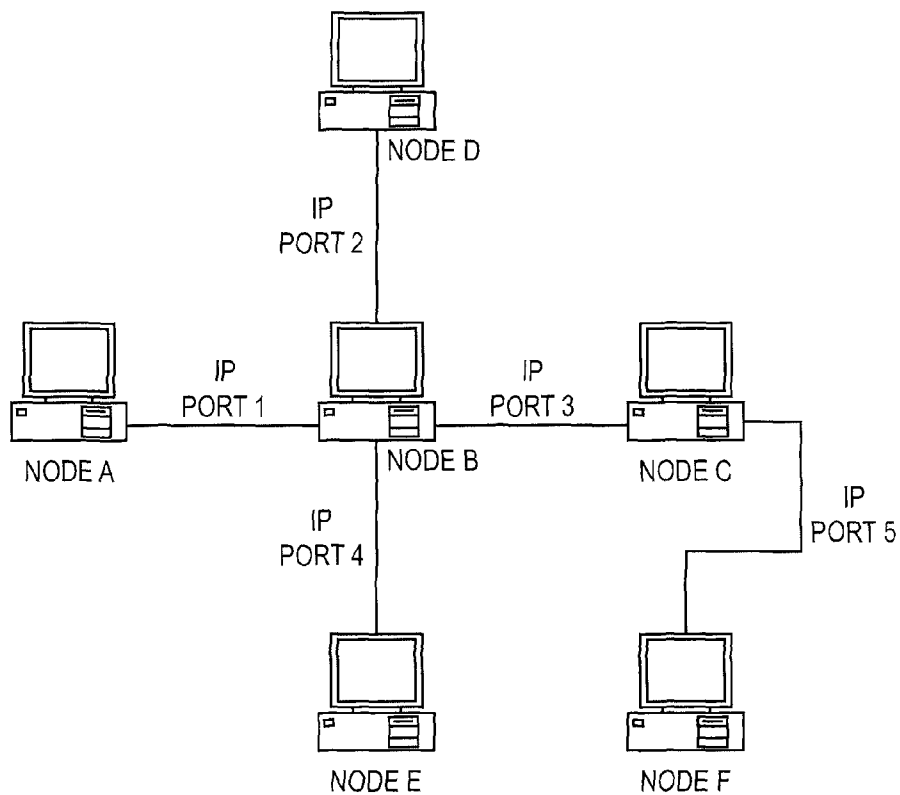 NODE D
IP
PORT 2
IP
PORT 1
IP
PORT 3
NODE A
NODE B
NODE C
IP
PORT 4
IP
PORT 5
NODE E
NODE F